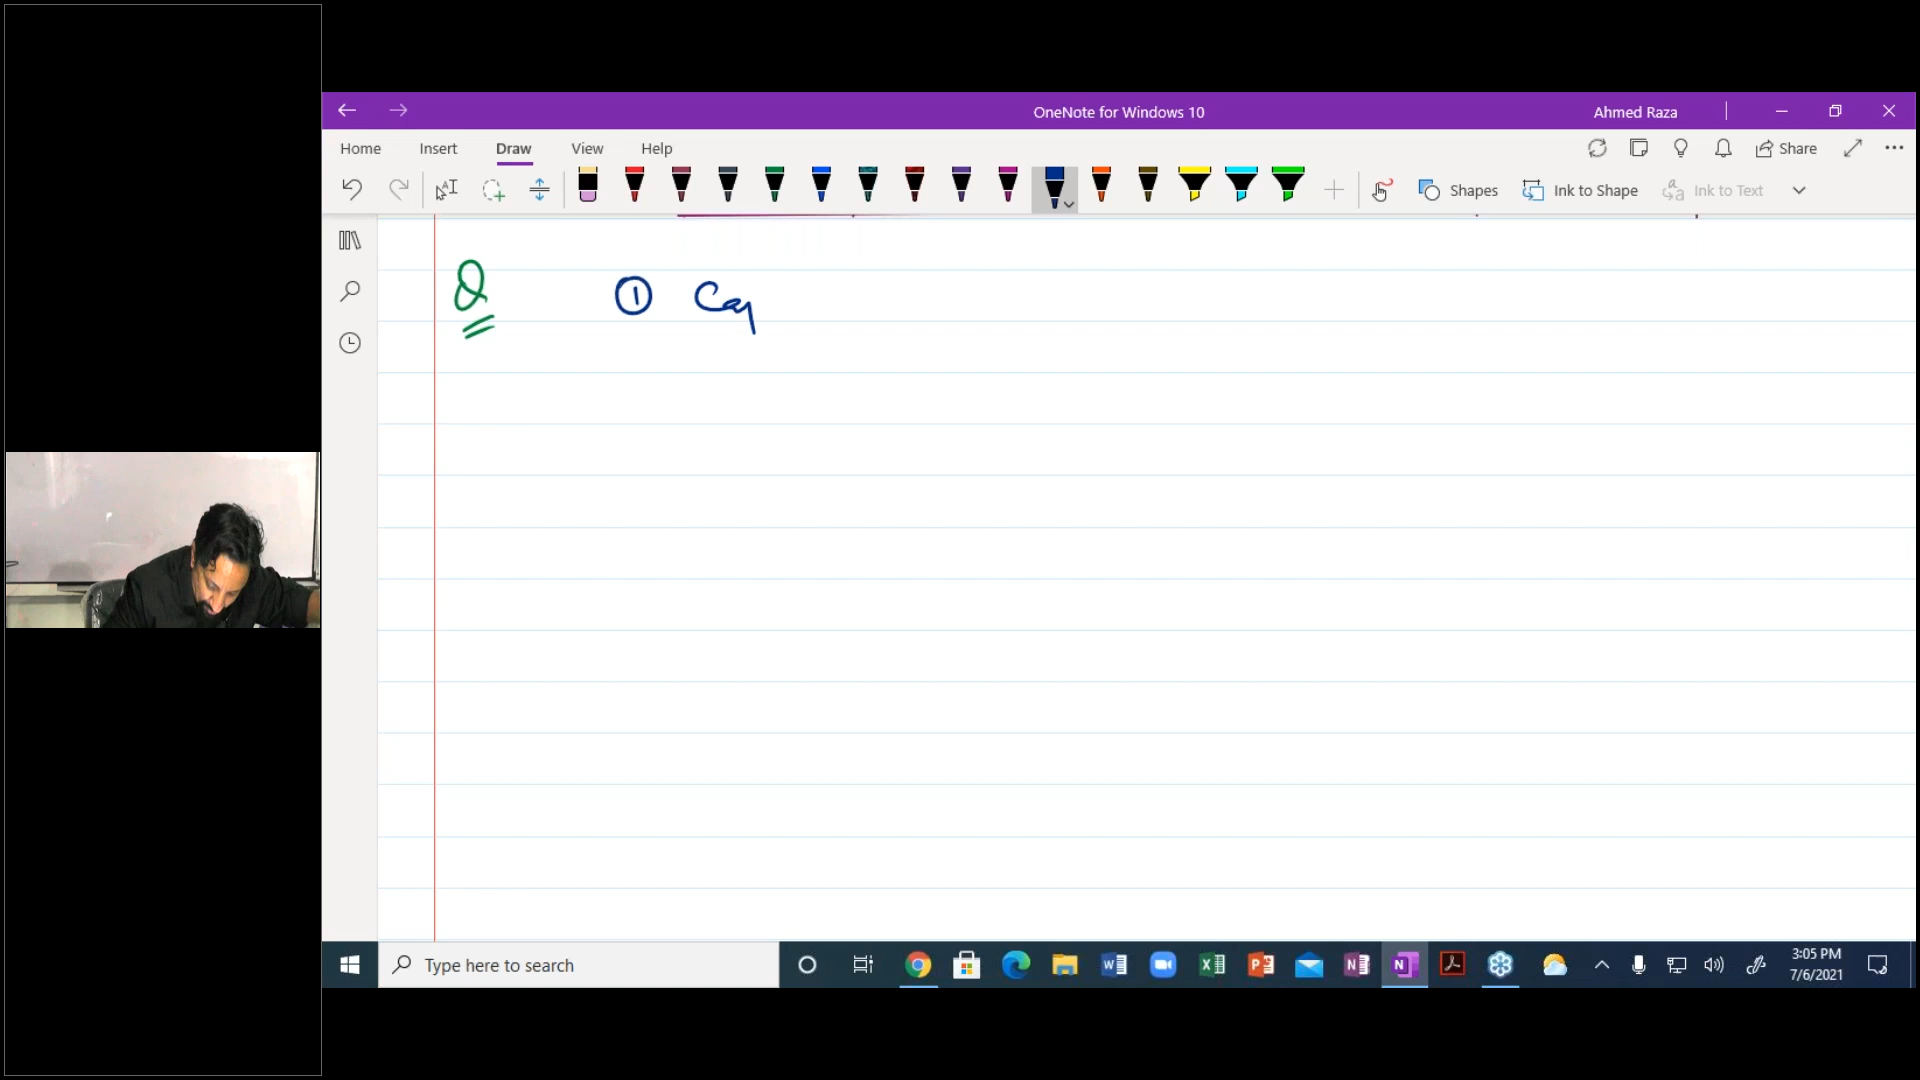 OneNote for Windows 10 Ahmed Raza
Home Insert Draw View Help Share
Shapes Ink to Shape Ink to Text
Q ① Cap
Type here to search 3:05 PM
7/6/2021